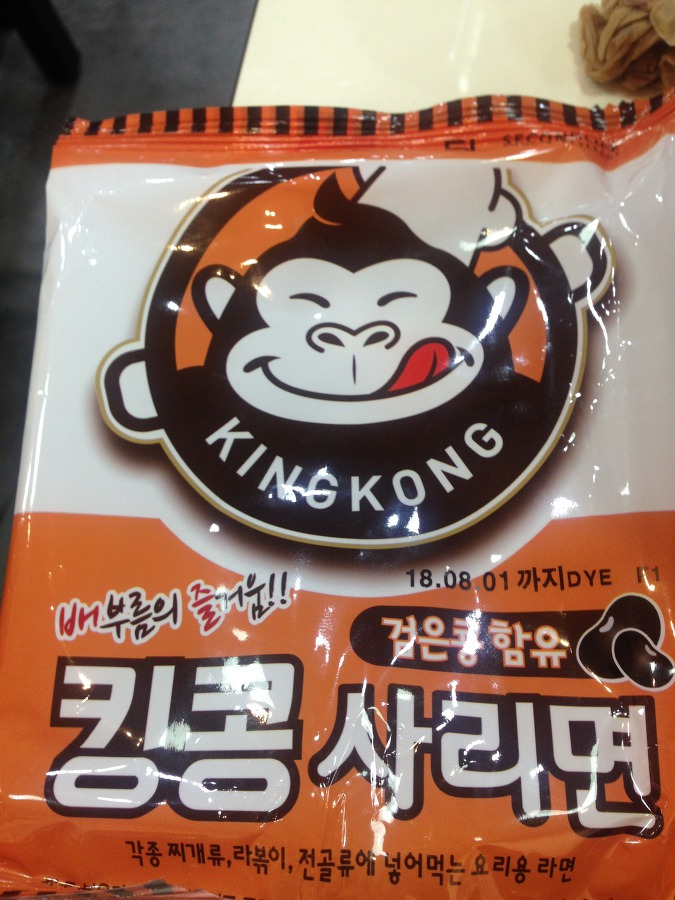 KINGKONG
18.08 01 까지DYE F1
배부름의 즐거움!!
검은콩 함유
킹콩 사리면
각종 찌개류,라볶이,전골류에 넣어먹는 요리용 라면